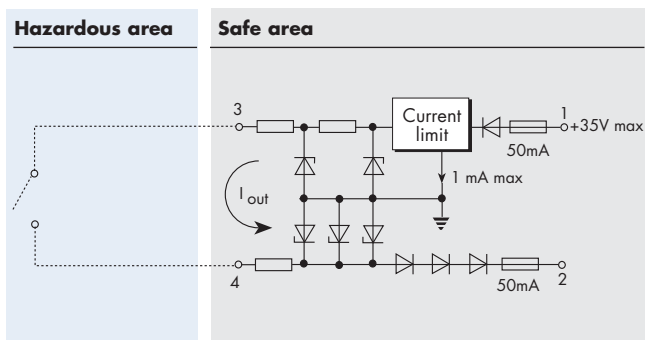 Hazardous area
Safe area
3
Current
limit
1
+35V max
50mA
1 mA max
I out
4
50mA
2